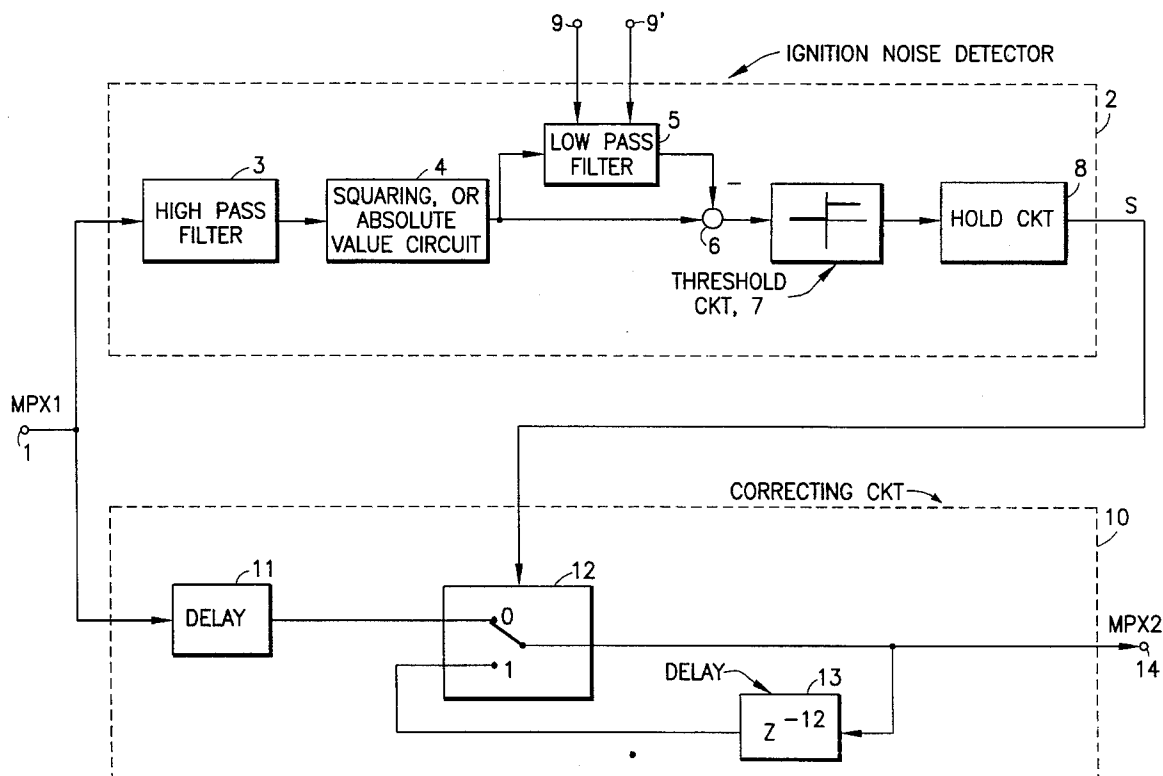 9
9'
IGNITION NOISE DETECTOR
2
LOW PASS
FILTER
5
3
HIGH PASS
FILTER
4
SQUARING, OR
ABSOLUTE
VALUE CIRCUIT
–
6
THRESHOLD
CKT, 7
8
HOLD CKT
S
MPX1
1
CORRECTING CKT
10
11
DELAY
12
0
1
MPX2
14
DELAY
13
Z -12